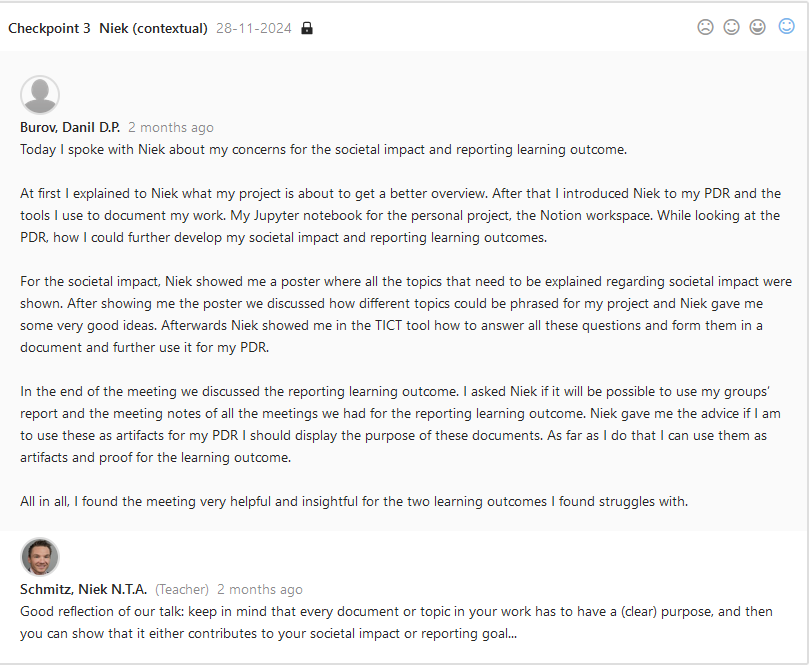 Checkpoint 3 Niek (contextual) 28-11-2024
Burov, Danil D.P. 2 months ago
Today I spoke with Niek about my concerns for the societal impact and reporting learning outcome.
At first I explained to Niek what my project is about to get a better overview. After that I introduced Niek to my PDR and the
tools I use to document my work. My Jupyter notebook for the personal project, the Notion workspace. While looking at the
PDR, how I could further develop my societal impact and reporting learning outcomes.
For the societal impact, Niek showed me a poster where all the topics that need to be explained regarding societal impact were
shown. After showing me the poster we discussed how different topics could be phrased for my project and Niek gave me
some very good ideas. Afterwards Niek showed me in the TICT tool how to answer all these questions and form them in a
document and further use it for my PDR.
In the end of the meeting we discussed the reporting learning outcome. I asked Niek if it will be possible to use my groups'
report and the meeting notes of all the meetings we had for the reporting learning outcome. Niek gave me the advice if I am
to use these as artifacts for my PDR I should display the purpose of these documents. As far as I do that I can use them as
artifacts and proof for the learning outcome.
All in all, I found the meeting very helpful and insightful for the two learning outcomes I found struggles with.
Schmitz, Niek N.T.A. (Teacher) 2 months ago
Good reflection of our talk: keep in mind that every document or topic in your work has to have a (clear) purpose, and then
you can show that it either contributes to your societal impact or reporting goal...